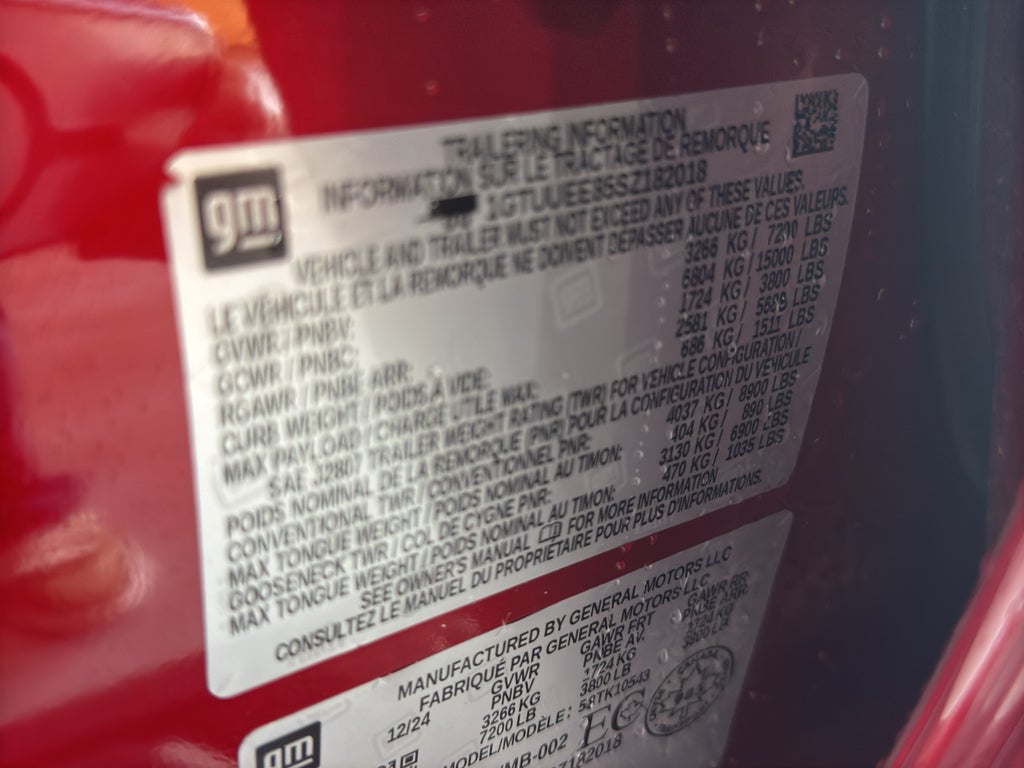 gm
TRAILERING INFORMATION
INFORMATION SUR LE TRACTAGE DE REMORQUE
1GTUUEE85SZ182018
VEHICLE AND TRAILER MUST NOT EXCEED ANY OF THESE VALUES.
LE VÉHICULE ET LA REMORQUE NE DOIVENT DÉPASSER AUCUNE DE CES VALEURS.
GVWR / PNBV: 3266 KG / 7200 LBS
GCWR / PNBC: 6804 KG / 15000 LBS
RGAWR / PNBE ARR: 1724 KG / 3800 LBS
CURB WEIGHT / POIDS À VIDE: 2581 KG / LBS
MAX PAYLOAD / CHARGE UTILE MAX: 686 KG / 1511 LBS
SAE J2807 TRAILER WEIGHT RATING (TWR) FOR VEHICLE CONFIGURATION /
POIDS NOMINAL DE LA REMORQUE (PNR) POUR LA CONFIGURATION DU VÉHICULE
CONVENTIONAL TWR / CONVENTIONNEL PNR: 4037 KG / 8900 LBS
MAX TONGUE WEIGHT / POIDS NOMINAL AU TIMON: 404 KG / 890 LBS
GOOSENECK TWR / COL DE CYGNE PNR: 3130 KG / 6900 LBS
MAX TONGUE WEIGHT / POIDS NOMINAL AU TIMON: 470 KG / 1035 LBS
SEE OWNER'S MANUAL FOR MORE INFORMATION
CONSULTEZ LE MANUEL DU PROPRIÉTAIRE POUR PLUS D'INFORMATIONS.
gm
MANUFACTURED BY GENERAL MOTORS LLC
FABRIQUÉ PAR GENERAL MOTORS LLC
12/24 GVWR GAWR FRT GAWR RR
PNBV PNBE AV. PNBE ARR.
3266 KG 1724 KG 1724 KG
7200 LB 3800 LB 3800 LB
MODEL/MODÈLE: 58TK10543
MB-002 EC
Z182018